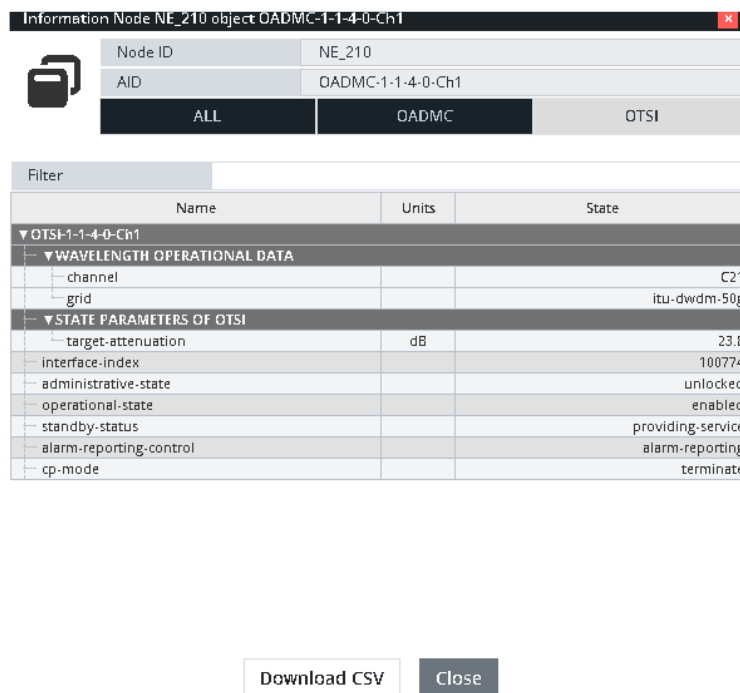 Information Node NE_210 object OADMC-1-1-4-0-Ch1
Node ID NE_210
AID OADMC-1-1-4-0-Ch1
ALL OADMC OTSI
Filter
Name Units State
▼OTSI-1-1-4-0-Ch1
▼WAVELENGTH OPERATIONAL DATA
channel
grid
▼STATE PARAMETERS OF OTSI
target-attenuation dB
interface-index 100774
administrative-state unlocked
operational-state enabled
standby-status providing-service
alarm-reporting-control alarm-reporting
cp-mode terminate
Download CSV Close